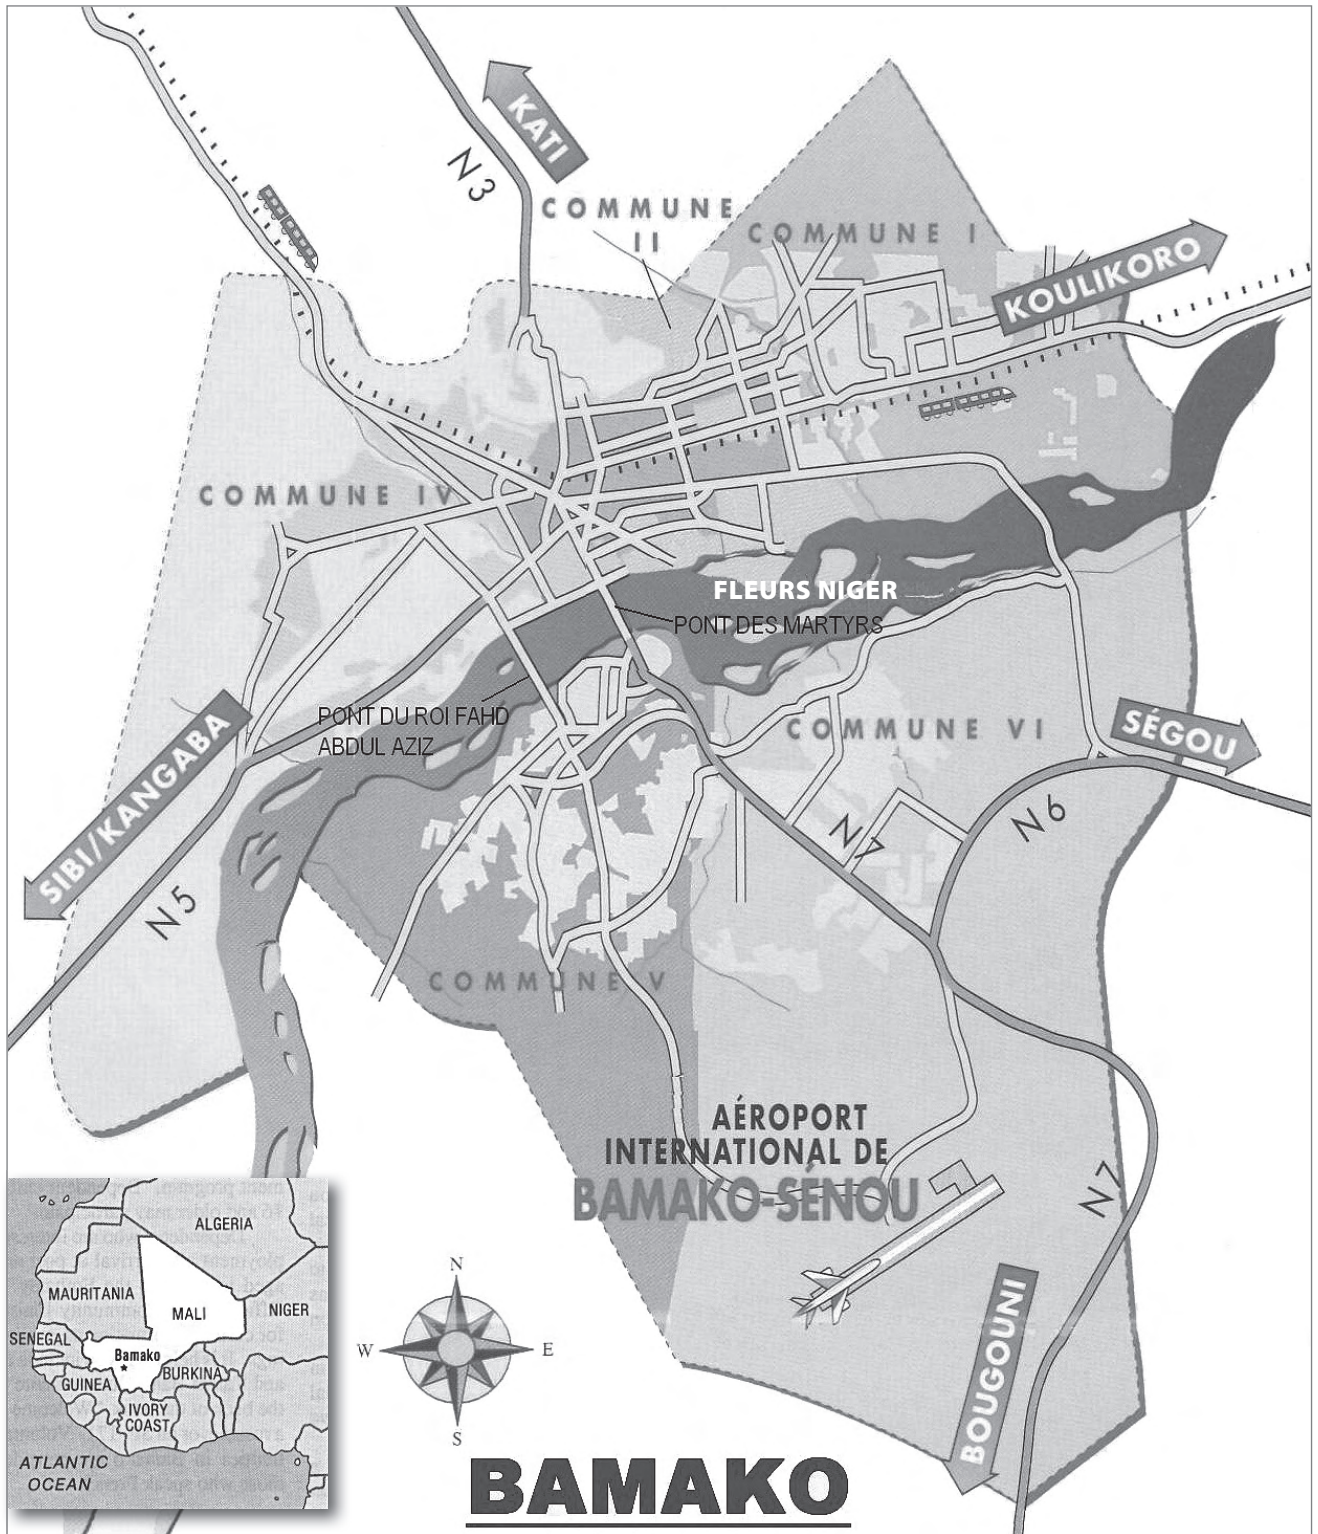 KATI
N3
COMMUNE
II
COMMUNE I
KOULIKORO
COMMUNE IV
FLEURS NIGER
PONT DES MARTYRS
PONT DU ROI FAHD
ABDUL AZIZ
COMMUNE VI
SÉGOU
SIBI/KANGABA
N5
N7
N6
COMMUNE V
AÉROPORT
INTERNATIONAL DE
BAMAKO-SÉNOU
N7
BOUGOUNI
ALGERIA
MAURITANIA
MALI
NIGER
SENEGAL
Bamako
BURKINA
GUINEA
IVORY
COAST
ATLANTIC
OCEAN
N
W
E
S
BAMAKO